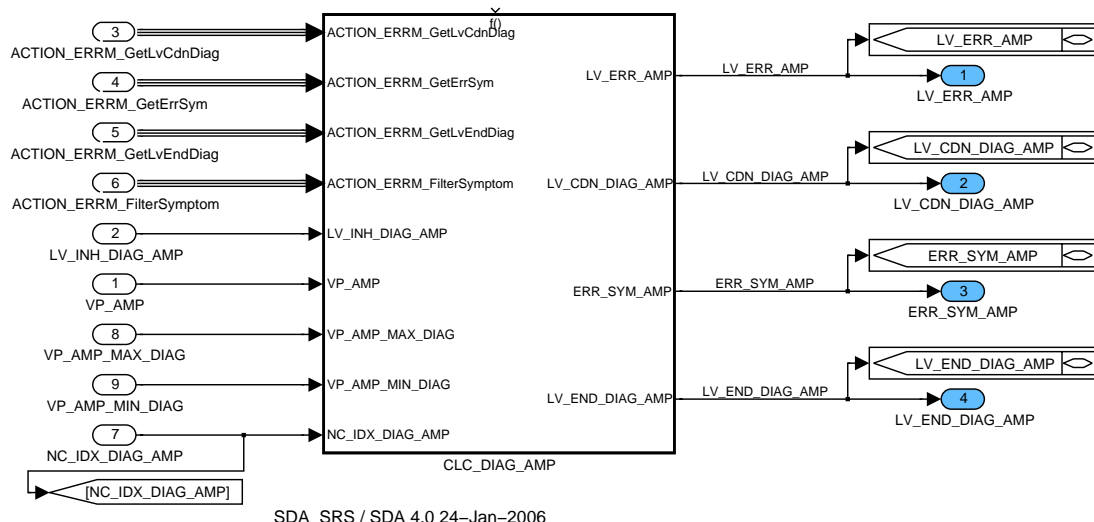 f()
3
ACTION_ERRM_GetLvCdnDiag
4
ACTION_ERRM_GetErrSym
5
ACTION_ERRM_GetLvEndDiag
6
ACTION_ERRM_FilterSymptom
2
LV_INH_DIAG_AMP
1
VP_AMP
8
VP_AMP_MAX_DIAG
9
VP_AMP_MIN_DIAG
7
NC_IDX_DIAG_AMP
[NC_IDX_DIAG_AMP]
ACTION_ERRM_GetLvCdnDiag
ACTION_ERRM_GetErrSym
ACTION_ERRM_GetLvEndDiag
ACTION_ERRM_FilterSymptom
LV_INH_DIAG_AMP
VP_AMP
VP_AMP_MAX_DIAG
VP_AMP_MIN_DIAG
NC_IDX_DIAG_AMP
LV_ERR_AMP
LV_CDN_DIAG_AMP
ERR_SYM_AMP
LV_END_DIAG_AMP
CLC_DIAG_AMP
LV_ERR_AMP
LV_ERR_AMP
1
LV_ERR_AMP
LV_CDN_DIAG_AMP
LV_CDN_DIAG_AMP
2
LV_CDN_DIAG_AMP
ERR_SYM_AMP
ERR_SYM_AMP
3
ERR_SYM_AMP
LV_END_DIAG_AMP
LV_END_DIAG_AMP
4
LV_END_DIAG_AMP
SDA_SRS / SDA 4.0 24–Jan–2006